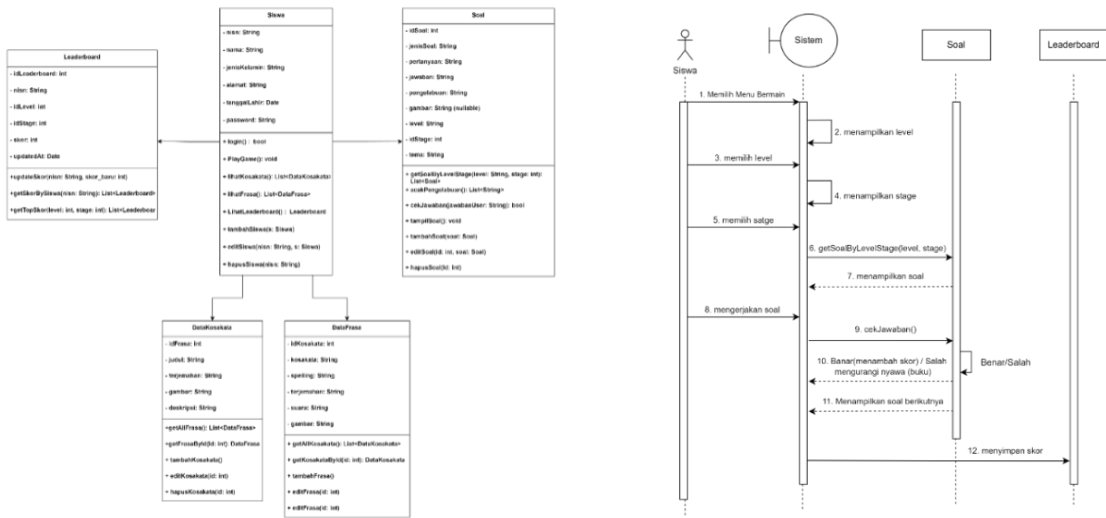 Siswa
- nisn: String
- nama: String
- jenisKelamin: String
- alamat: String
- tanggalLahir: Date
- password: String
+ login() : bool
+ PlayGame(): void
+ lihatKosakata(): List<DataKosakata>
+ lihatFrasa(): List<DataFrasa>
+ LihatLeaderboard() : Leaderboard
+ tambahSiswa(s: Siswa)
+ editSiswa(nisn: String, s: Siswa)
+ hapusSiswa(nisn: String)
Leaderboard
- idLeaderboard: int
- nisn: String
- idLevel: int
- idStage: int
- skor: int
- updatedAt: Date
+updateSkor(nisn: String, skor_baru: int)
+getSkorBySiswa(nisn: String): List<Leaderboard>
+getTopSkor(level: int, stage: int): List<Leaderboar
Soal
- idSoal: int
- jenisSoal: String
- pertanyaan: String
- jawaban: String
- pengelabuan: String
- gambar: String (nullable)
- level: String
- idStage: int
- tema: String
+ getSoalByLevelStage(level: String, stage: int):
List<Soal>
+ acakPengelabuan(): List<String>
+ cekJawaban(jawabanUser: String): bool
+ tampilSoal(): void
+ tambahSoal(soal: Soal)
+ editSoal(id: int, soal: Soal)
+ hapusSoal(id: int)
DataKosakata
- idFrasa: int
- judul: String
- terjemahan: String
- gambar: String
- deskripsi: String
+getAllFrasa(): List<DataFrasa>
+getFrasaById(id: int): DataFrasa
+ tambahKosakata()
+ editKosakata(id: int)
+ hapusKosakata(id: int)
DataFrasa
- idKosakata: int
- kosakata: String
- spelling: String
- terjemahan: String
- suara: String
- gambar: String
+ getAllKosakata(): List<DataKosakata>
+ getKosakataById(id: int): DataKosakata
+ tambahFrasa()
+ editFrasa(id: int)
+ editFrasa(id: int)
Siswa
Sistem
Soal
Leaderboard
1. Memilih Menu Bermain
2. menampilkan level
3. memilih level
4. menampilkan stage
5. memilih satge
6. getSoalByLevelStage(level, stage)
7. menampilkan soal
8. mengerjakan soal
9. cekJawaban()
10. Banar(menambah skor) / Salah
mengurangi nyawa (buku)
Benar/Salah
11. Menampilkan soal berikutnya
12. menyimpan skor